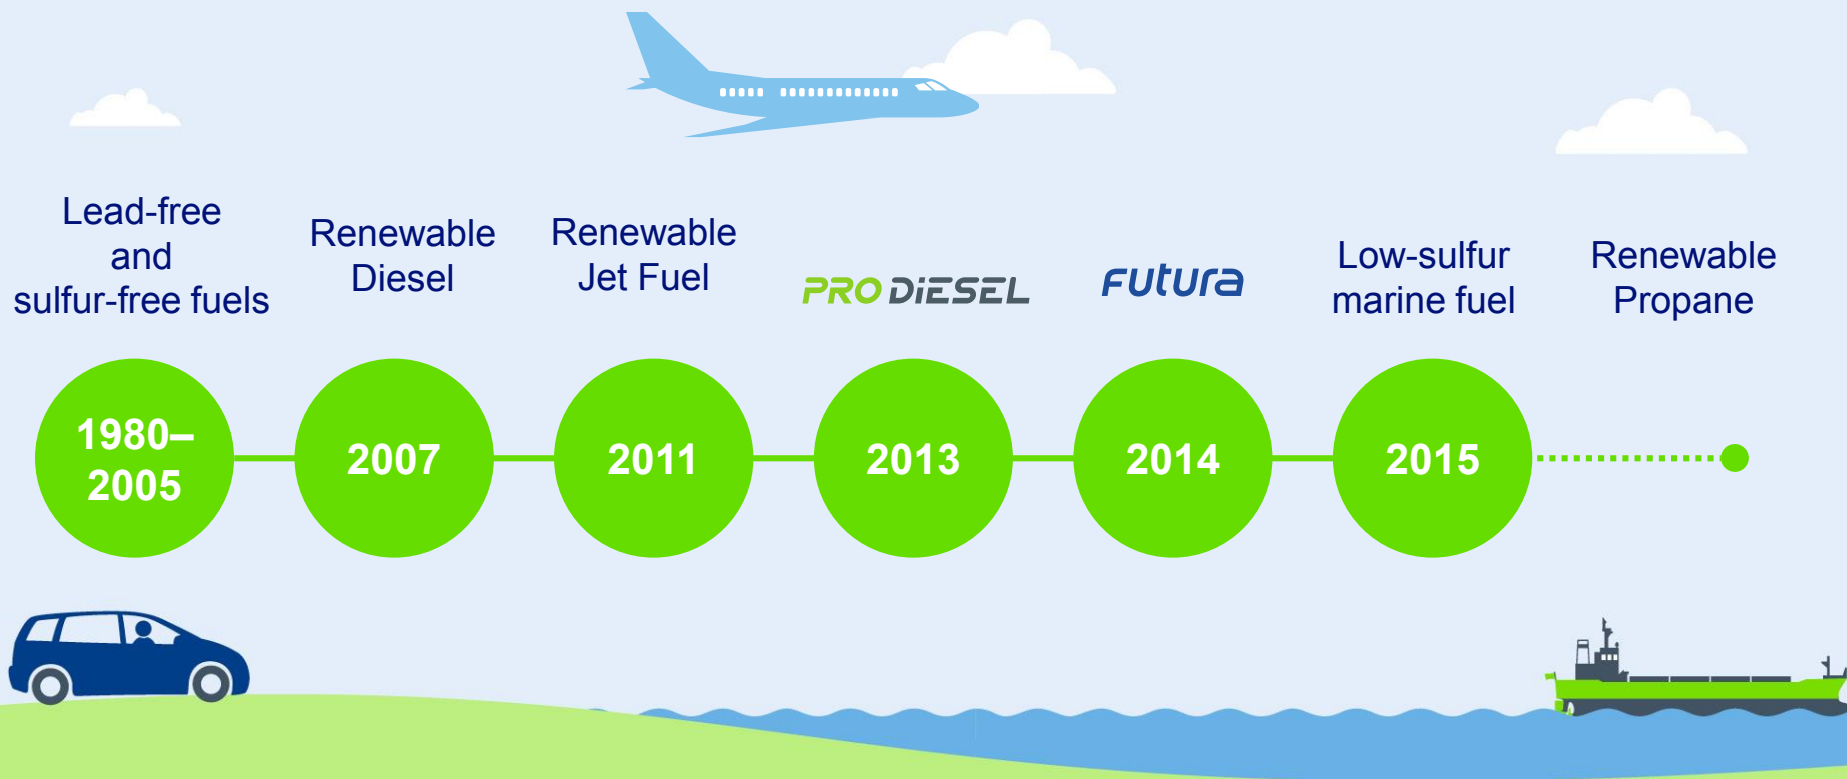 Lead-free
and
sulfur-free fuels
Renewable
Diesel
Renewable
Jet Fuel
PRO DiESEL
Futura
Low-sulfur
marine fuel
Renewable
Propane
1980–
2005
2007
2011
2013
2014
2015